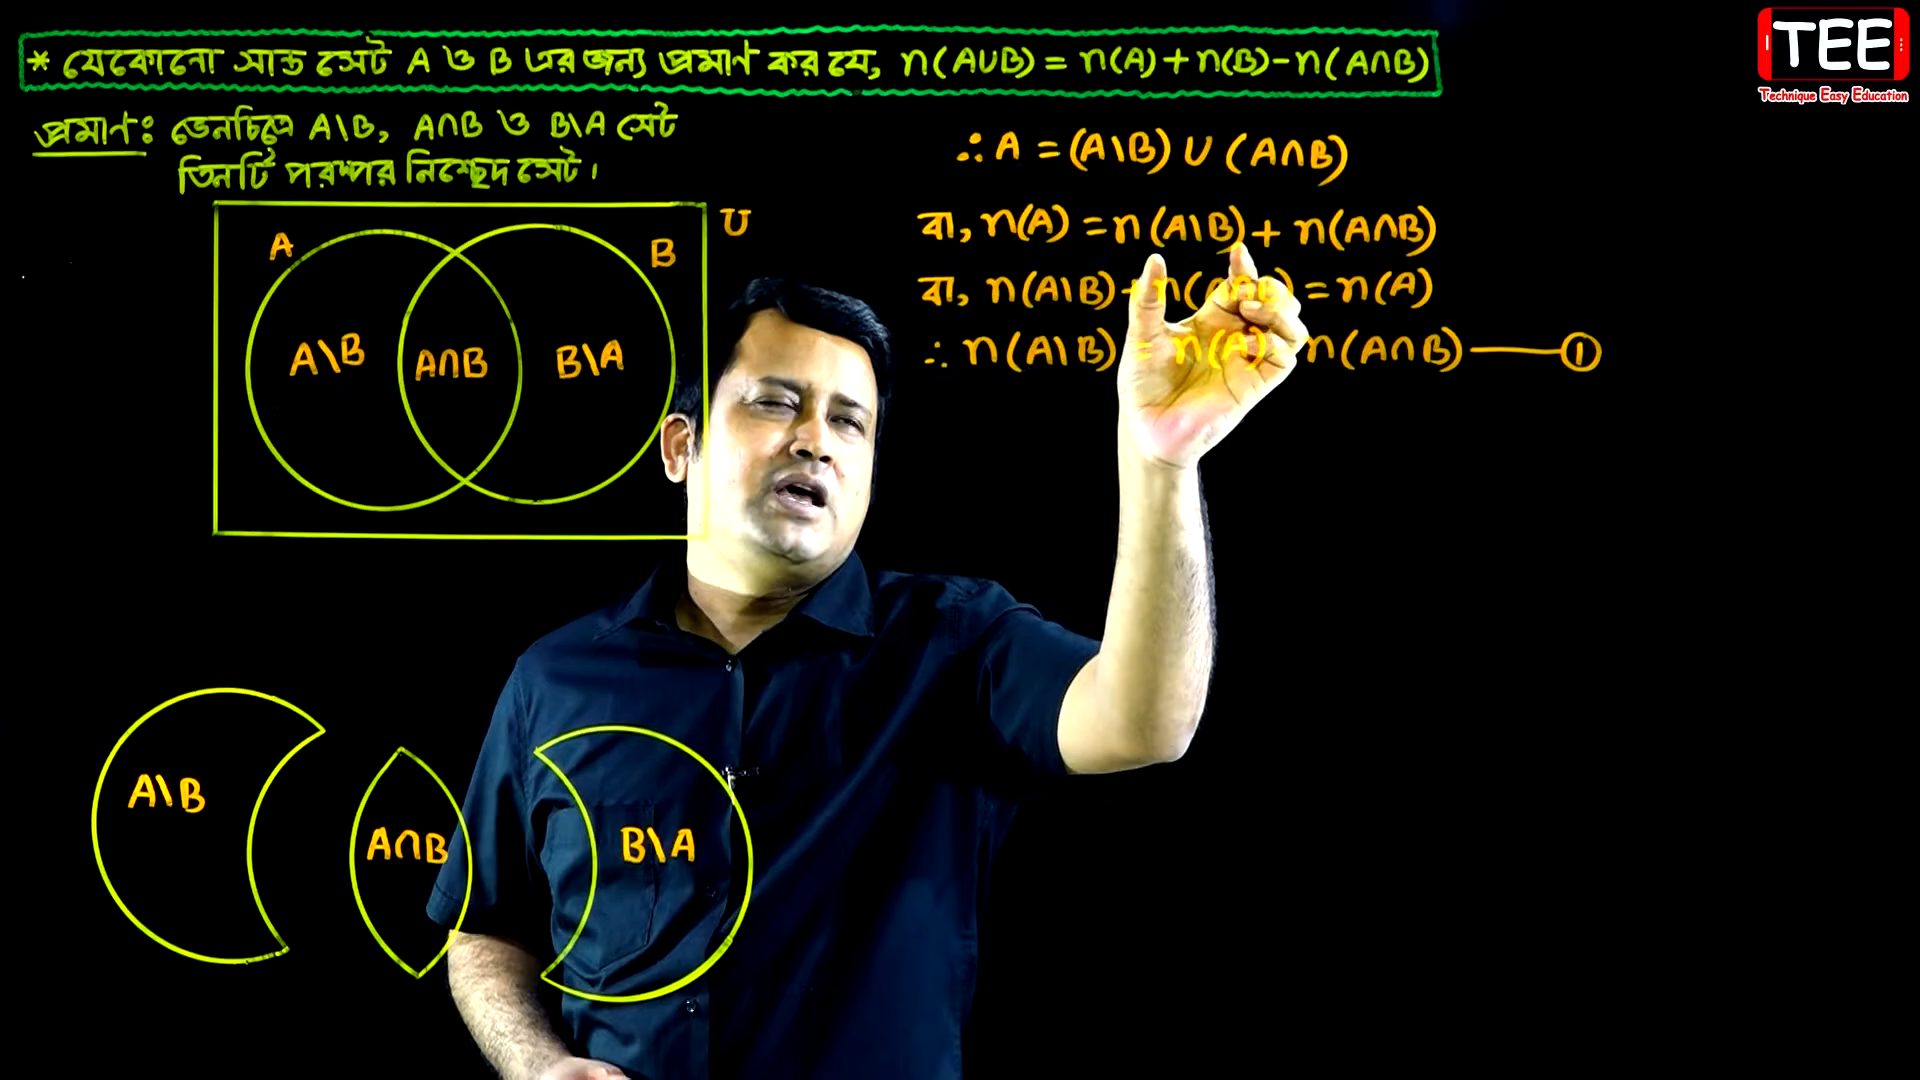 * যেকোনো সান্ত সেট A ও B এর জন্য প্রমাণ কর যে, n(A∪B) = n(A)+n(B)-n(A∩B)
TEE
Technique Easy Education
প্রমাণ: ভেনচিত্রে A\B, A∩B ও B\A সেট
তিনটি পরস্পর নিশ্ছেদ সেট।
∴ A = (A\B) ∪ (A∩B)
বা, n(A) = n(A\B) + n(A∩B)
বা, n(A\B) + n(A∩B) = n(A)
∴ n(A\B) = n(A) n(A∩B) — ①
U
A
B
A\B A∩B B\A
A\B
A∩B
B\A